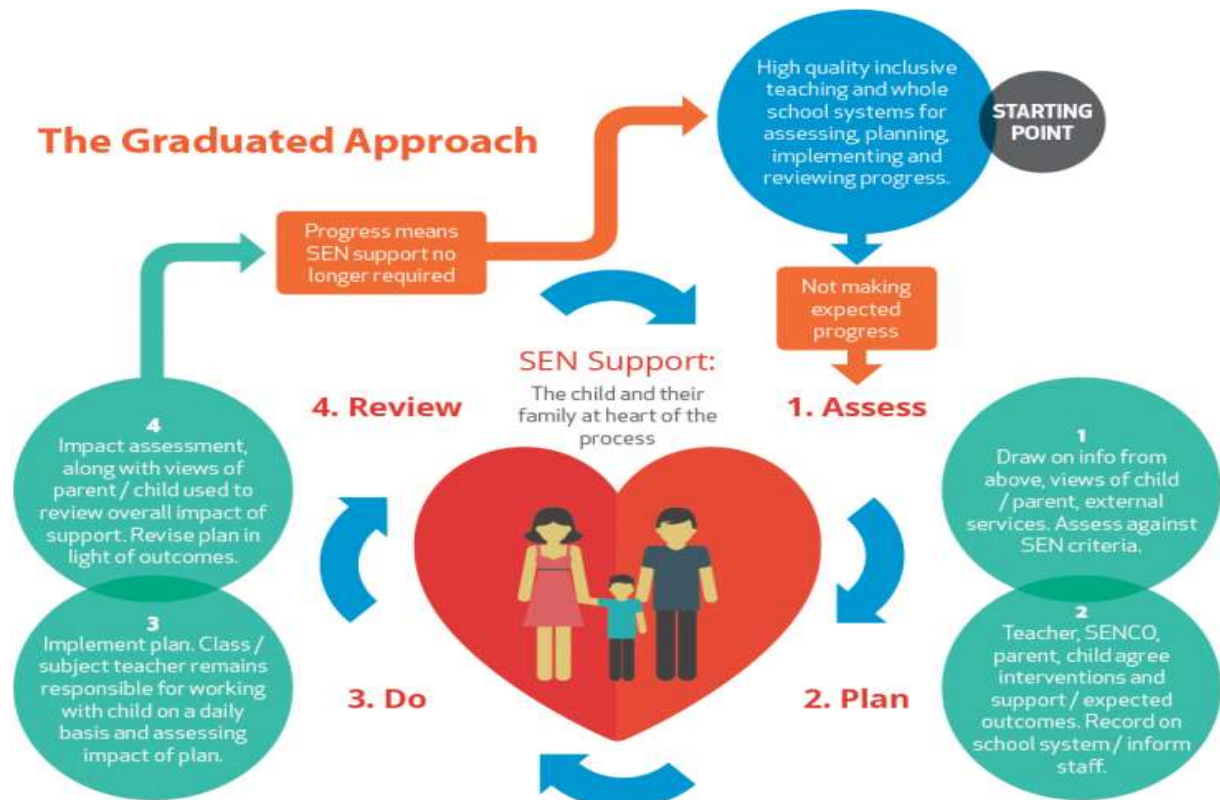 The Graduated Approach
High quality inclusive
teaching and whole
school systems for
assessing, planning,
implementing and
reviewing progress.
STARTING
POINT
Progress means
SEN support no
longer required
Not making
expected
progress
SEN Support:
The child and their
family at heart of the
process
4. Review
1. Assess
4
Impact assessment,
along with views of
parent / child used to
review overall impact of
support. Revise plan in
light of outcomes.
1
Draw on info from
above, views of child
/ parent, external
services. Assess against
SEN criteria.
3
Implement plan. Class /
subject teacher remains
responsible for working
with child on a daily
basis and assessing
impact of plan.
3. Do
2. Plan
2
Teacher, SENCO,
parent, child agree
interventions and
support / expected
outcomes. Record on
school system / inform
staff.